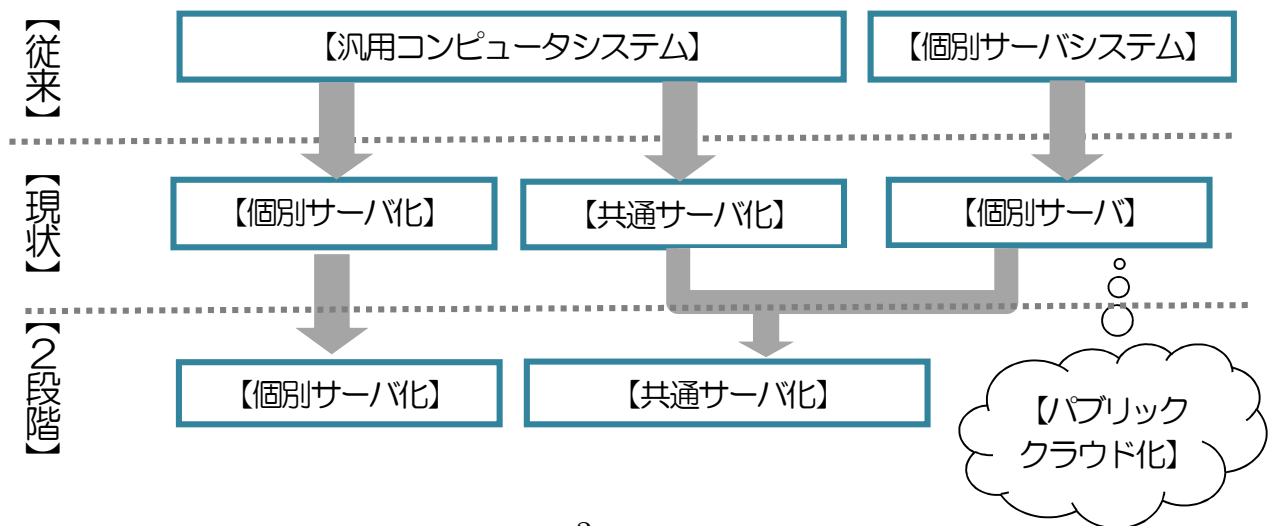 【従来】
【汎用コンピュータシステム】
【個別サーバシステム】
【現状】
【個別サーバ化】
【共通サーバ化】
【個別サーバ】
【２段階】
【個別サーバ化】
【共通サーバ化】
【パブリック
クラウド化】